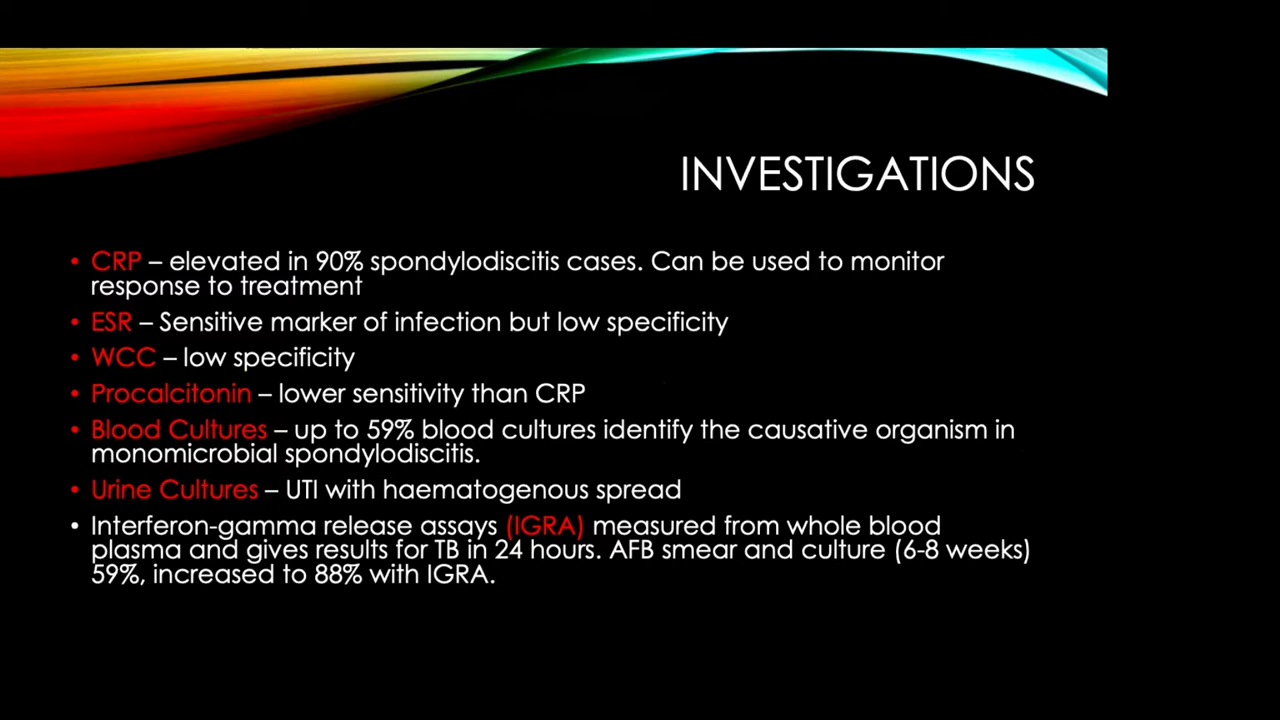 INVESTIGATIONS
• CRP – elevated in 90% spondylodiscitis cases. Can be used to monitor
response to treatment
• ESR – Sensitive marker of infection but low specificity
• WCC – low specificity
• Procalcitonin – lower sensitivity than CRP
• Blood Cultures – up to 59% blood cultures identify the causative organism in
monomicrobial spondylodiscitis.
• Urine Cultures – UTI with haematogenous spread
• Interferon-gamma release assays (IGRA) measured from whole blood
plasma and gives results for TB in 24 hours. AFB smear and culture (6-8 weeks)
59%, increased to 88% with IGRA.